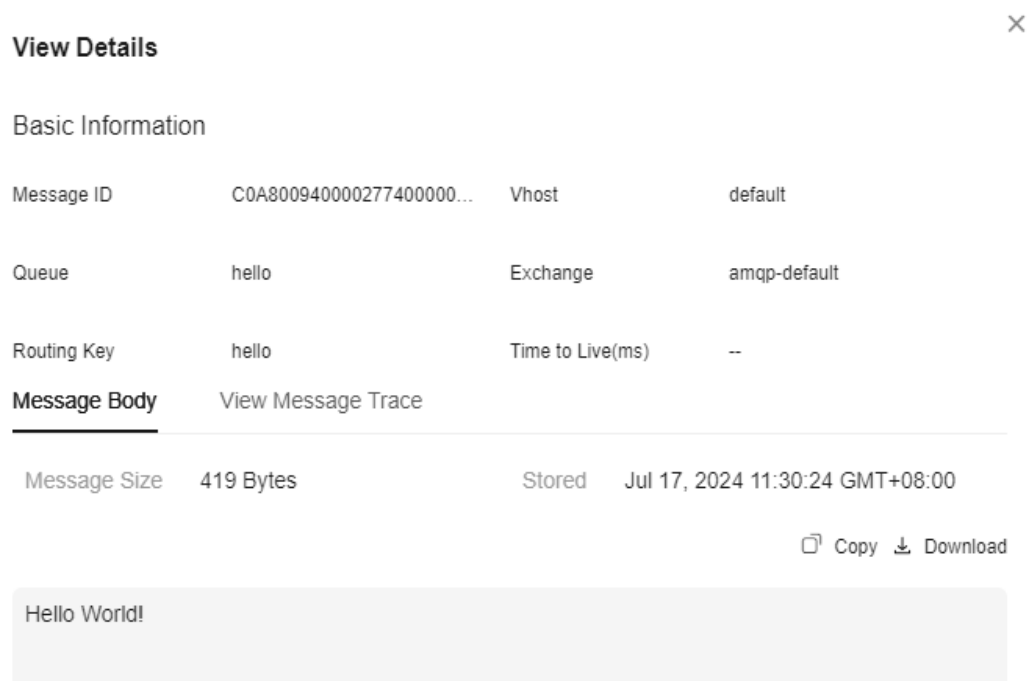 View Details
Basic Information
Message ID C0A800940000277400000... Vhost default
Queue hello Exchange amqp-default
Routing Key hello Time to Live(ms) --
Message Body View Message Trace
Message Size 419 Bytes Stored Jul 17, 2024 11:30:24 GMT+08:00
Copy Download
Hello World!